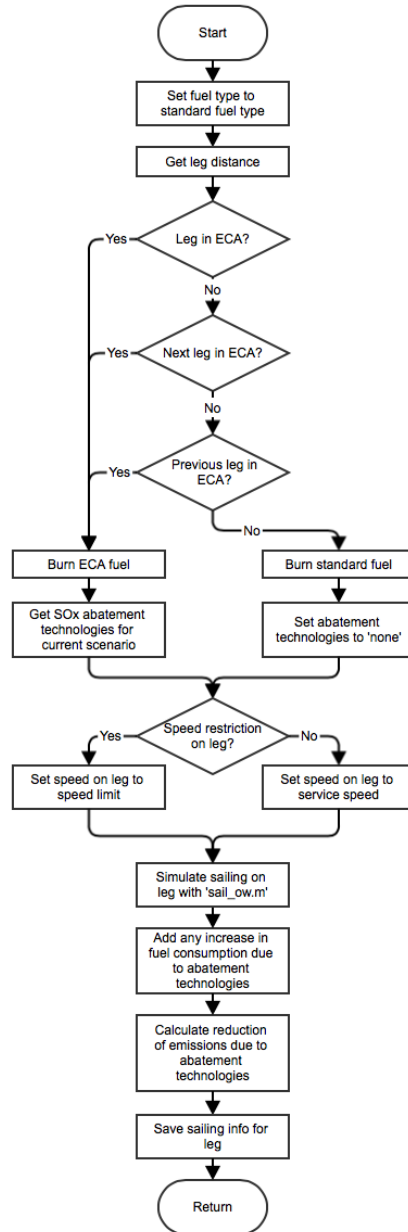 Start
Set fuel type to
standard fuel type
Get leg distance
Yes
Leg in ECA?
No
Yes
Next leg in ECA?
No
Yes
Previous leg in
ECA?
No
Burn ECA fuel
Burn standard fuel
Get SOx abatement
technologies for
current scenario
Set abatement
technologies to 'none'
Yes
Speed restriction
on leg?
No
Set speed on leg to
speed limit
Set speed on leg to
service speed
Simulate sailing on
leg with 'sail_ow.m'
Add any increase in
fuel consumption due
to abatement
technologies
Calculate reduction
of emissions due to
abatement
technologies
Save sailing info for
leg
Return